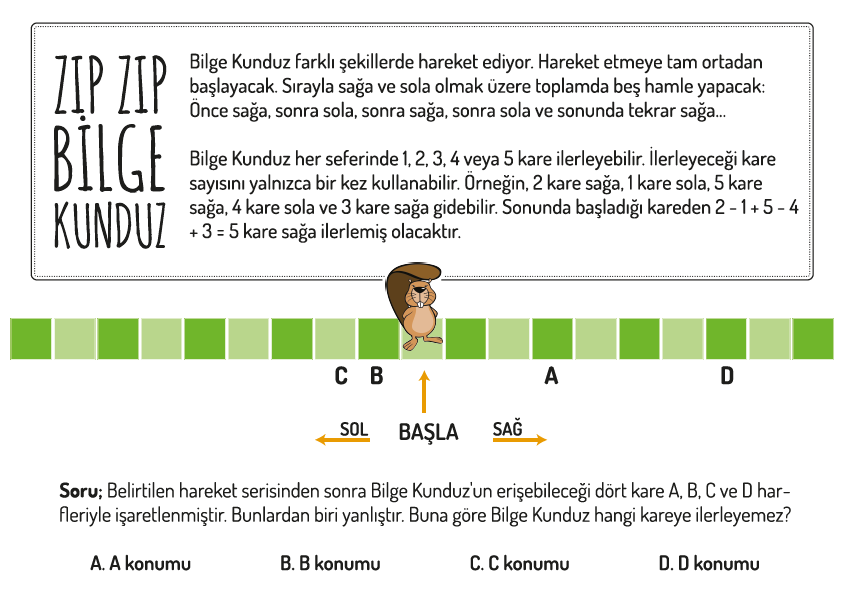 ZIP ZIP
BİLGE
KUNDUZ
Bilge Kunduz farklı şekillerde hareket ediyor. Hareket etmeye tam ortadan
başlayacak. Sırayla sağa ve sola olmak üzere toplamda beş hamle yapacak:
Önce sağa, sonra sola, sonra sağa, sonra sola ve sonunda tekrar sağa...
Bilge Kunduz her seferinde 1, 2, 3, 4 veya 5 kare ilerleyebilir. İlerleyeceği kare
sayısını yalnızca bir kez kullanabilir. Örneğin, 2 kare sağa, 1 kare sola, 5 kare
sağa, 4 kare sola ve 3 kare sağa gidebilir. Sonunda başladığı kareden 2 - 1 + 5 - 4
+ 3 = 5 kare sağa ilerlemiş olacaktır.
C B A D
SOL BAŞLA SAĞ
Soru; Belirtilen hareket serisinden sonra Bilge Kunduz'un erişebileceği dört kare A, B, C ve D har-
fleriyle işaretlenmiştir. Bunlardan biri yanlıştır. Buna göre Bilge Kunduz hangi kareye ilerleyemez?
A. A konumu B. B konumu C. C konumu D. D konumu